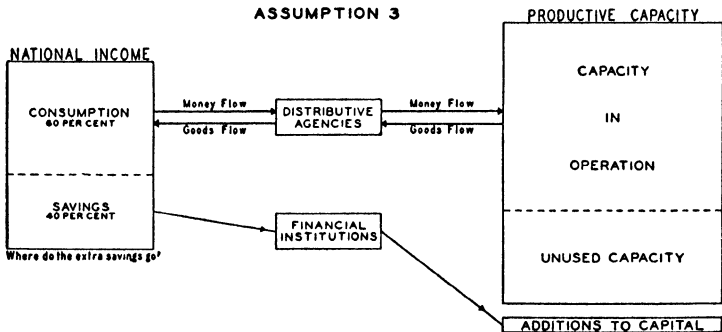 ASSUMPTION 3
PRODUCTIVE CAPACITY
NATIONAL INCOME
CONSUMPTION
60 PER CENT
SAVINGS
40 PER CENT
Where do the extra savings go?
Money Flow
Goods Flow
DISTRIBUTIVE
AGENCIES
Money Flow
Goods Flow
FINANCIAL
INSTITUTIONS
CAPACITY
IN
OPERATION
UNUSED CAPACITY
ADDITIONS TO CAPITAL